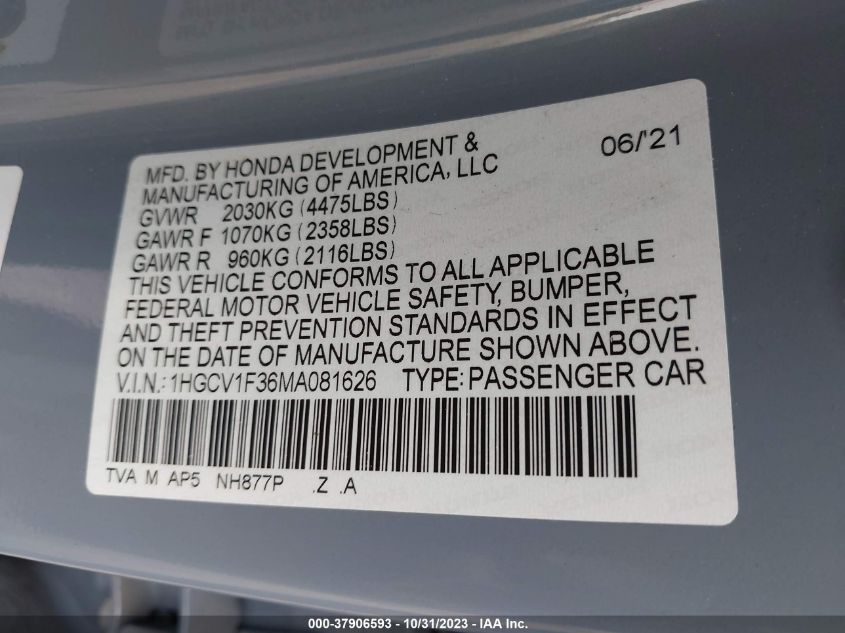 MFD. BY HONDA DEVELOPMENT & 06/'21
MANUFACTURING OF AMERICA, LLC
GVWR 2030KG (4475LBS)
GAWR F 1070KG (2358LBS)
GAWR R 960KG (2116LBS)
THIS VEHICLE CONFORMS TO ALL APPLICABLE
FEDERAL MOTOR VEHICLE SAFETY, BUMPER,
AND THEFT PREVENTION STANDARDS IN EFFECT
ON THE DATE OF MANUFACTURE SHOWN ABOVE.
V.I.N.: 1HGCV1F36MA081626 TYPE: PASSENGER CAR
TVA M AP5 NH877P .Z .A
000-37906593 - 10/31/2023 - IAA Inc.